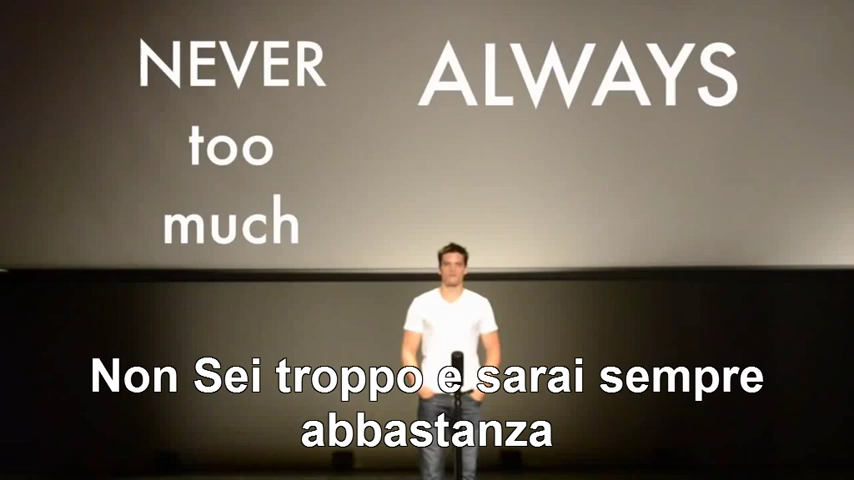 NEVER
too
much
ALWAYS
Non Sei troppo e sarai sempre
abbastanza